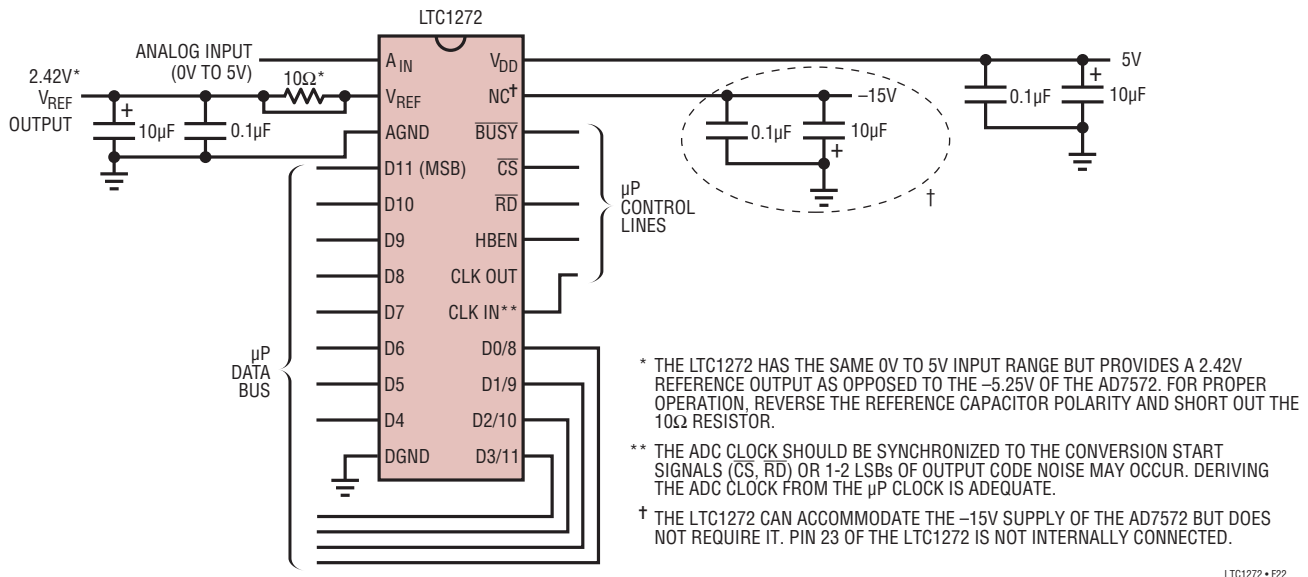 LTC1272
ANALOG INPUT
(0V TO 5V)
2.42V*
VREF
OUTPUT
10Ω*
+
10µF
0.1µF
AIN
VREF
AGND
D11 (MSB)
D10
D9
D8
D7
D6
D5
D4
DGND
VDD
NC†
BUSY
CS
RD
HBEN
CLK OUT
CLK IN**
D0/8
D1/9
D2/10
D3/11
–15V
0.1µF
10µF
+
†
5V
+
0.1µF
10µF
µP
CONTROL
LINES
µP
DATA
BUS
* THE LTC1272 HAS THE SAME 0V TO 5V INPUT RANGE BUT PROVIDES A 2.42V
REFERENCE OUTPUT AS OPPOSED TO THE –5.25V OF THE AD7572. FOR PROPER
OPERATION, REVERSE THE REFERENCE CAPACITOR POLARITY AND SHORT OUT THE
10Ω RESISTOR.
** THE ADC CLOCK SHOULD BE SYNCHRONIZED TO THE CONVERSION START
SIGNALS (CS, RD) OR 1-2 LSBs OF OUTPUT CODE NOISE MAY OCCUR. DERIVING
THE ADC CLOCK FROM THE µP CLOCK IS ADEQUATE.
† THE LTC1272 CAN ACCOMMODATE THE –15V SUPPLY OF THE AD7572 BUT DOES
NOT REQUIRE IT. PIN 23 OF THE LTC1272 IS NOT INTERNALLY CONNECTED.
LTC1272 • F22